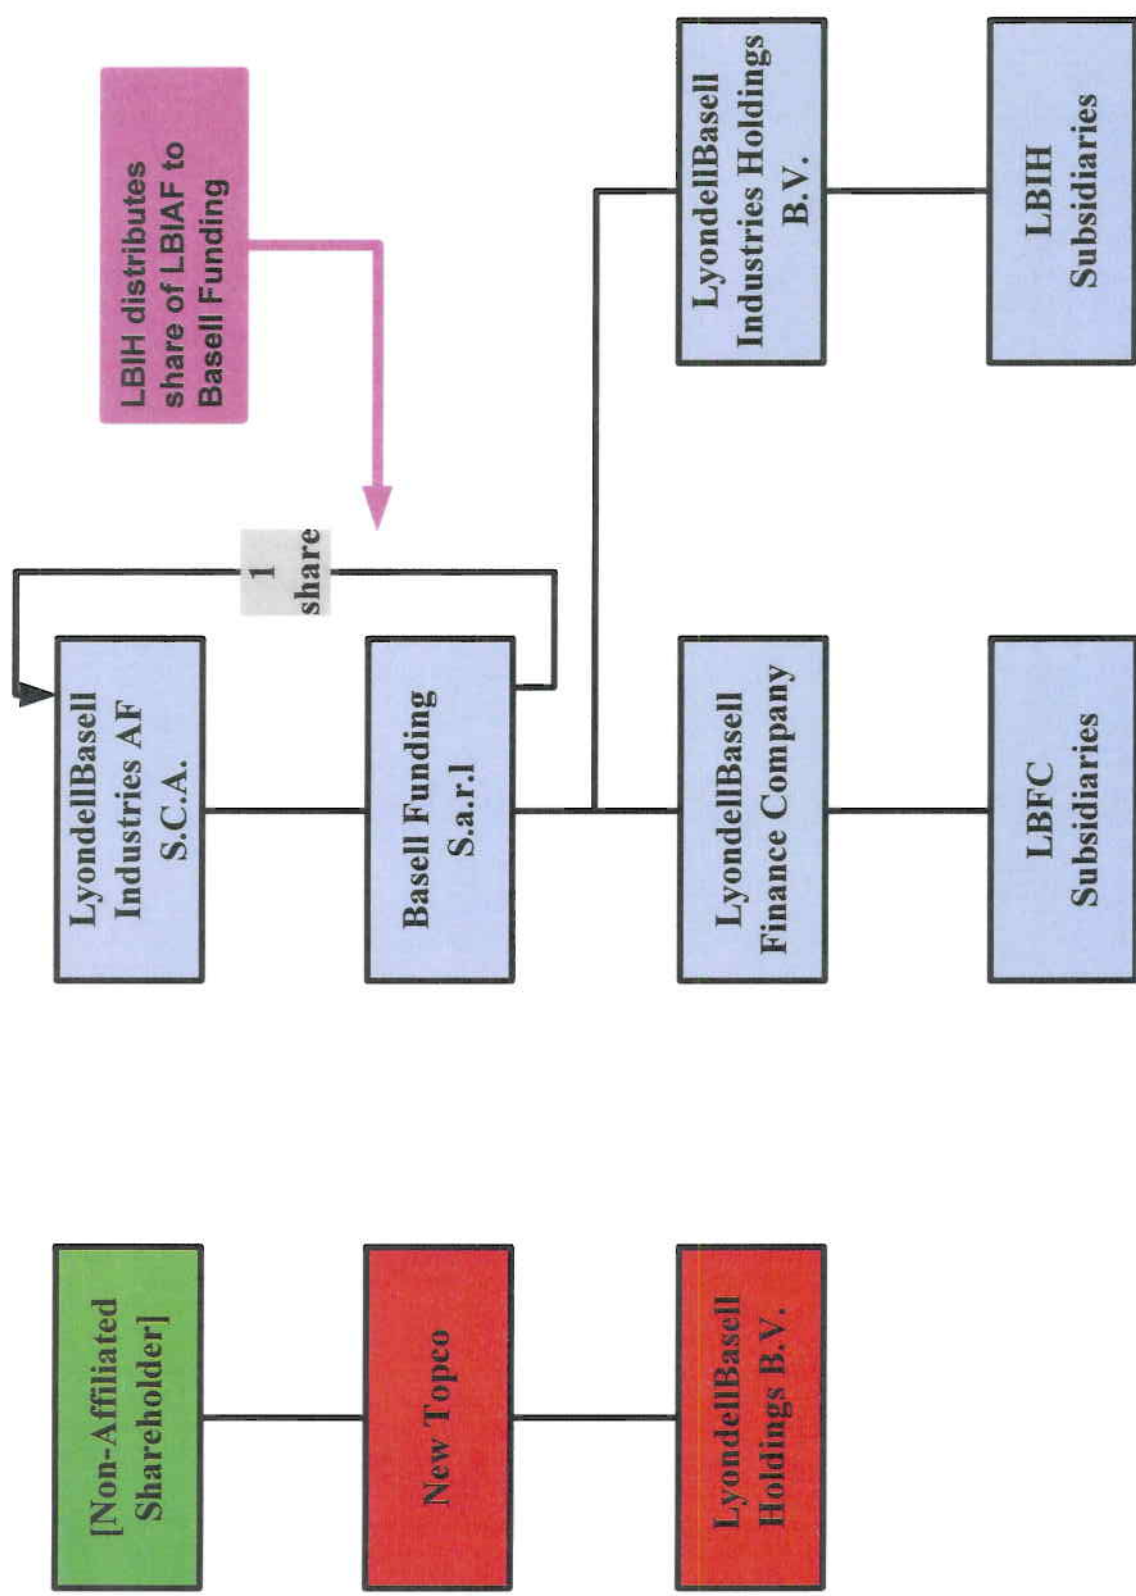 [Non-Affiliated
Shareholder]
New Topco
LyondellBasell
Holdings B.V.
LyondellBasell
Industries AF
S.C.A.
Basell Funding
S.a.r.l
LyondellBasell
Finance Company
LBFC
Subsidiaries
1
share
LBIH distributes
share of LBIAF to
Basell Funding
LyondellBasell
Industries Holdings
B.V.
LBIH
Subsidiaries